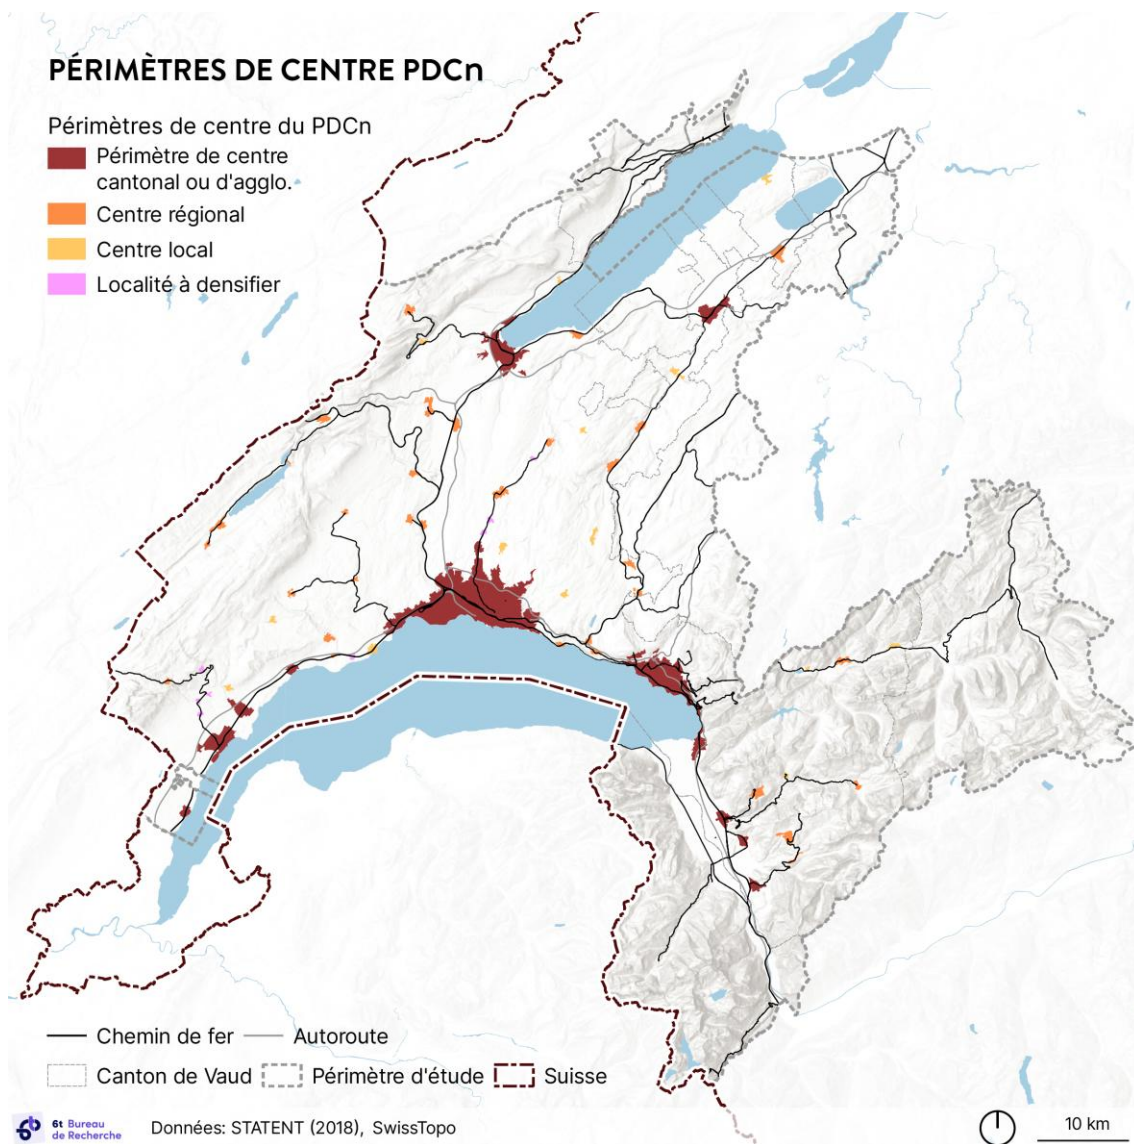 PÉRIMÈTRES DE CENTRE PDCn
Périmètres de centre du PDCn
Périmètre de centre
cantonal ou d'agglo.
Centre régional
Centre local
Localité à densifier
Chemin de fer
Autoroute
Canton de Vaud
Périmètre d'étude
Suisse
6t
6t Bureau
de Recherche
Données: STATENT (2018), SwissTopo
10 km